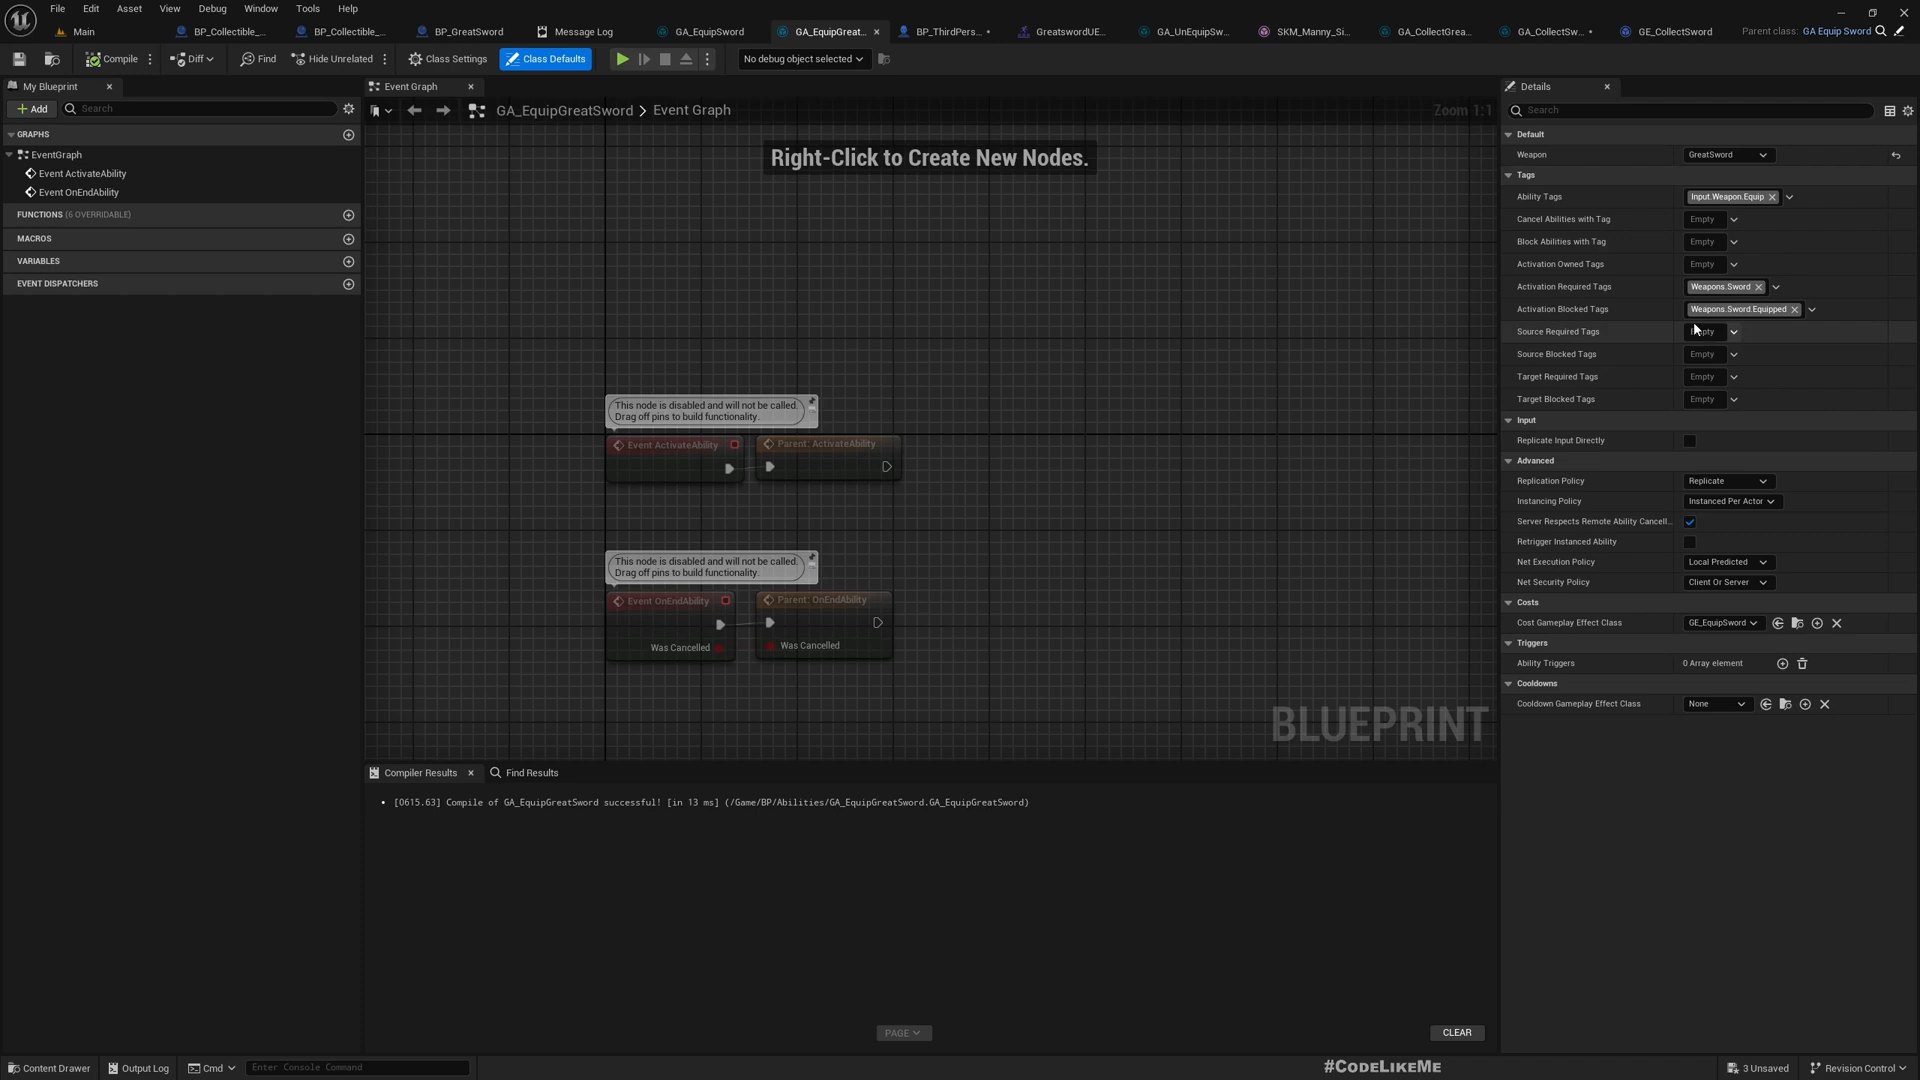 File Edit Asset View Debug Window Tools Help
Main BP_Collectible_... BP_Collectible_... BP_GreatSword Message Log GA_EquipSword GA_EquipGreat... BP_ThirdPers... • GreatswordUE... GA_UnEquipSw... SKM_Manny_Si... GA_CollectGrea... GA_CollectSw... • GE_CollectSword Parent class: GA Equip Sword
Compile Diff Find Hide Unrelated Class Settings Class Defaults No debug object selected
My Blueprint
Add Search
GRAPHS
EventGraph
Event ActivateAbility
Event OnEndAbility
FUNCTIONS (6 OVERRIDABLE)
MACROS
VARIABLES
EVENT DISPATCHERS
Event Graph
GA_EquipGreatSword > Event Graph Zoom 1:1
Right-Click to Create New Nodes.
This node is disabled and will not be called.
Drag off pins to build functionality.
Event ActivateAbility Parent: ActivateAbility
This node is disabled and will not be called.
Drag off pins to build functionality.
Event OnEndAbility Parent: OnEndAbility
Was Cancelled Was Cancelled
BLUEPRINT
Compiler Results Find Results
• [0615.63] Compile of GA_EquipGreatSword successful! [in 13 ms] (/Game/BP/Abilities/GA_EquipGreatSword.GA_EquipGreatSword)
PAGE CLEAR
Details
Search
Default
Weapon GreatSword
Tags
Ability Tags Input.Weapon.Equip
Cancel Abilities with Tag Empty
Block Abilities with Tag Empty
Activation Owned Tags Empty
Activation Required Tags Weapons.Sword
Activation Blocked Tags Weapons.Sword.Equipped
Source Required Tags Empty
Source Blocked Tags Empty
Target Required Tags Empty
Target Blocked Tags Empty
Input
Replicate Input Directly
Advanced
Replication Policy Replicate
Instancing Policy Instanced Per Actor
Server Respects Remote Ability Cancell...
Retrigger Instanced Ability
Net Execution Policy Local Predicted
Net Security Policy Client Or Server
Costs
Cost Gameplay Effect Class GE_EquipSword
Triggers
Ability Triggers 0 Array element
Cooldowns
Cooldown Gameplay Effect Class None
Content Drawer Output Log Cmd Enter Console Command #CODELIKEME 3 Unsaved Revision Control